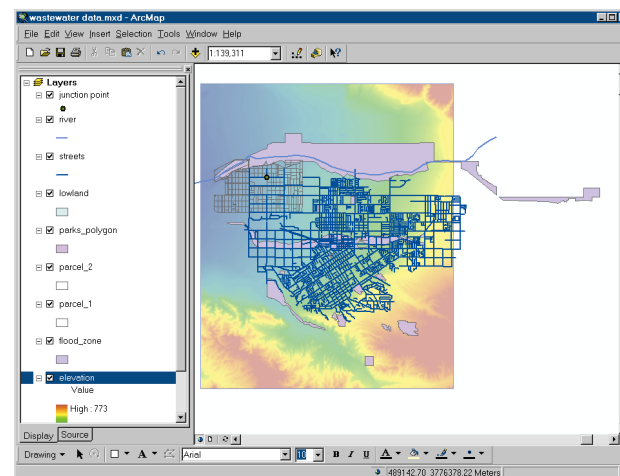 wastewater data.mxd - ArcMap
File Edit View Insert Selection Tools Window Help
1:139,311
Layers
junction point
river
streets
lowland
parks_polygon
parcel_2
parcel_1
flood_zone
elevation
Value
High : 773
Display Source
Drawing A Arial 10 B I U A
489142.70 3776378.22 Meters